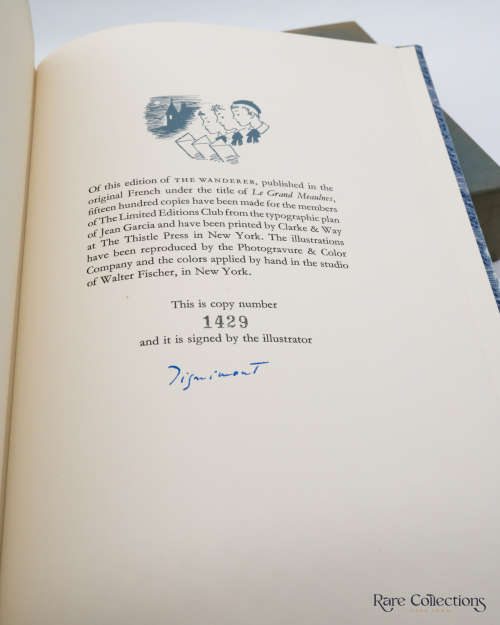 Of this edition of THE WANDERER, published in the
original French under the title of Le Grand Meaulnes,
fifteen hundred copies have been made for the members
of The Limited Editions Club from the typographic plan
of Jean Garcia and have been printed by Clarke & Way
at The Thistle Press in New York. The illustrations
have been reproduced by the Photogravure & Color
Company and the colors applied by hand in the studio
of Walter Fischer, in New York.
This is copy number
1429
and it is signed by the illustrator
Dignimont
Rare Collections